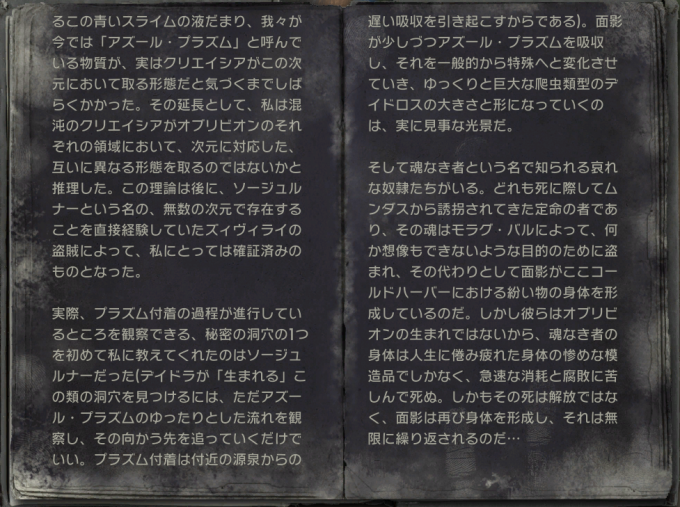 るこの青いスライムの液だまり、我々が
今では「アズール・プラズム」と呼んで
いる物質が、実はクリエイシアがこの次
元において取る形態だと気づくまでしば
らくかかった。その延長として、私は混
沌のクリエイシアがオブリビオンのそれ
ぞれの領域において、次元に対応した、
互いに異なる形態を取るのではないかと
推理した。この理論は後に、ソージュル
ナーという名の、無数の次元で存在する
ことを直接経験していたズィヴィライの
盗賊によって、私にとっては確証済みの
ものとなった。

実際、プラズム付着の過程が進行してい
るところを観察できる、秘密の洞穴の1つ
を初めて私に教えてくれたのはソージュ
ルナーだった(デイドラが「生まれる」こ
の類の洞穴を見つけるには、ただアズー
ル・プラズムのゆったりとした流れを観
察し、その向かう先を追っていくだけで
いい。プラズム付着は付近の源泉からの
遅い吸収を引き起こすからである)。面影
が少しづつアズール・プラズムを吸収
し、それを一般的から特殊へと変化させ
ていき、ゆっくりと巨大な爬虫類型のデ
イドロスの大きさと形になっていくの
は、実に見事な光景だ。

そして魂なき者という名で知られる哀れ
な奴隷たちがいる。どれも死に際してム
ンダスから誘拐されてきた定命の者であ
り、その魂はモラグ・バルによって、何
か想像もできないような目的のために盗
まれ、その代わりとして面影がここコー
ルドハーバーにおける紛い物の身体を形
成しているのだ。しかし彼らはオブリビ
オンの生まれではないから、魂なき者の
身体は人生に倦み疲れた身体の惨めな模
造品でしかなく、急速な消耗と腐敗に苦
しんで死ぬ。しかもその死は解放ではな
く、面影は再び身体を形成し、それは無
限に繰り返されるのだ…